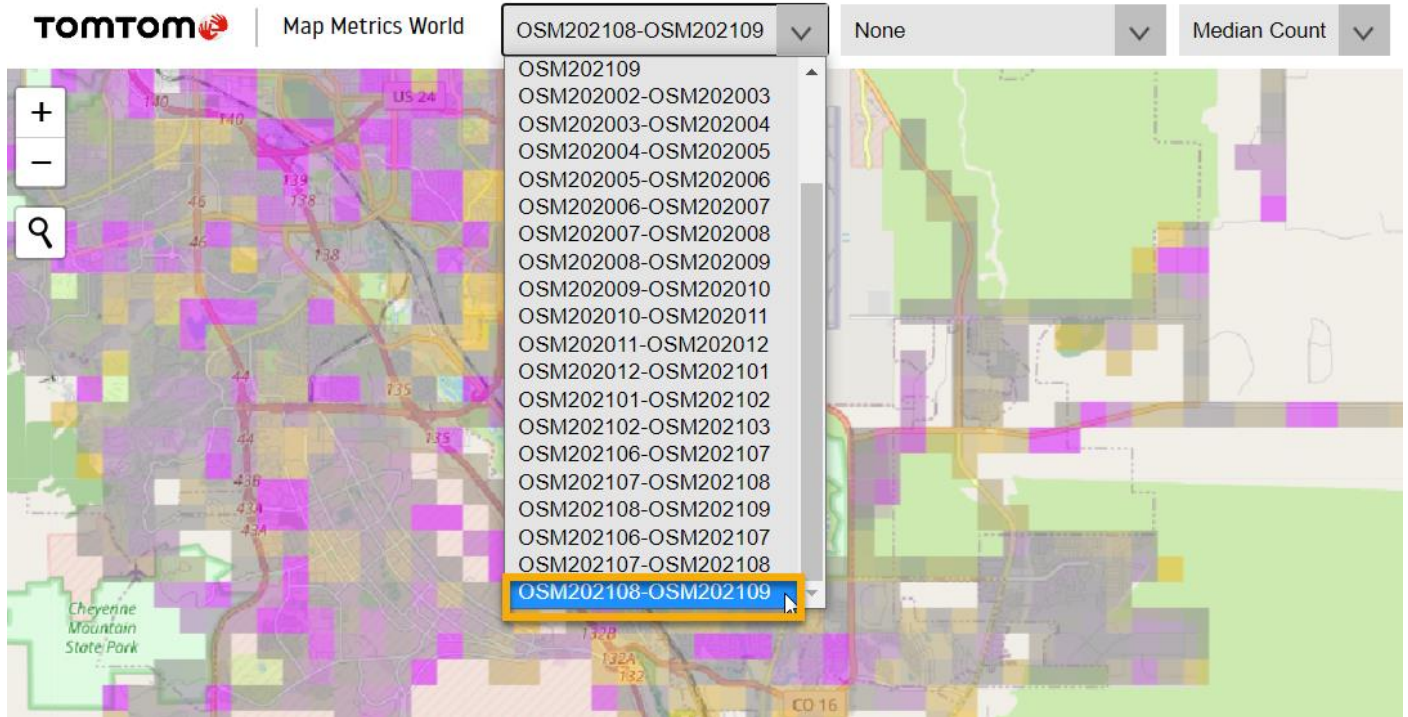 TOMTOM
Map Metrics World
OSM202108-OSM202109
None
Median Count
OSM202109
OSM202002-OSM202003
OSM202003-OSM202004
OSM202004-OSM202005
OSM202005-OSM202006
OSM202006-OSM202007
OSM202007-OSM202008
OSM202008-OSM202009
OSM202009-OSM202010
OSM202010-OSM202011
OSM202011-OSM202012
OSM202012-OSM202101
OSM202101-OSM202102
OSM202102-OSM202103
OSM202106-OSM202107
OSM202107-OSM202108
OSM202108-OSM202109
OSM202106-OSM202107
OSM202107-OSM202108
OSM202108-OSM202109
+
−
140
US 24
140
139
138
46
46
138
44
135
44
135
43B
43A
43A
Cheyenne
Mountain
State Park
132B
132A
132
CO 16